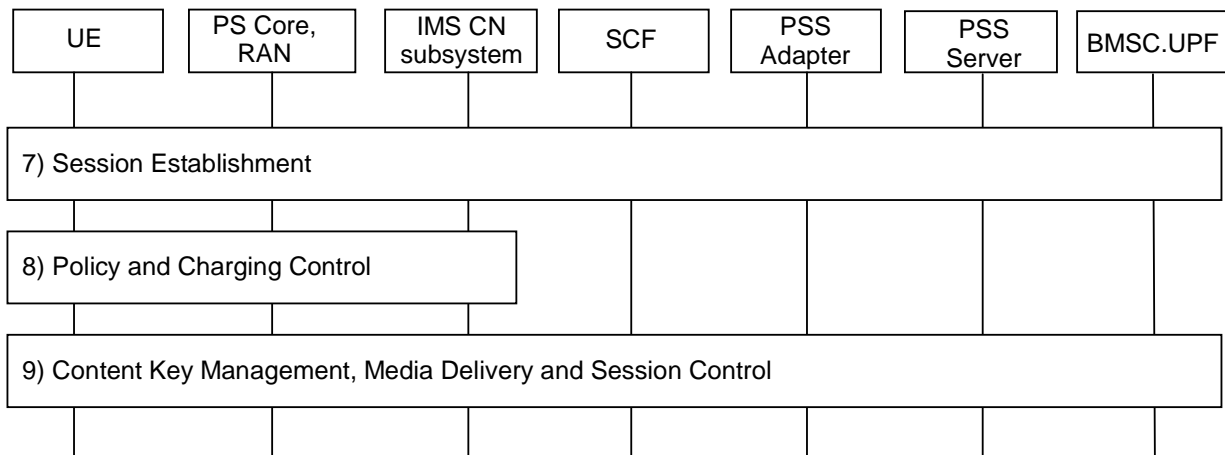 UE
PS Core,
RAN
IMS CN
subsystem
SCF
PSS
Adapter
PSS
Server
BMSC.UPF
7) Session Establishment
8) Policy and Charging Control
9) Content Key Management, Media Delivery and Session Control